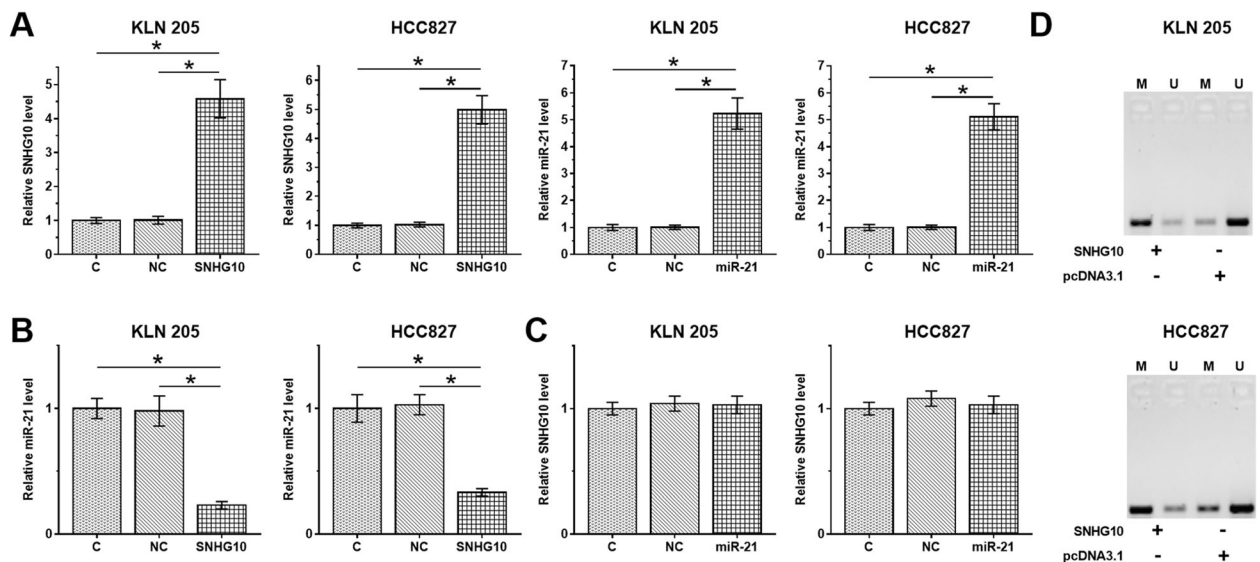 A
KLN 205
Relative SNHG10 level
5
4
3
2
1
0
*
*
C NC SNHG10
HCC827
Relative SNHG10 level
7
6
5
4
3
2
1
0
*
*
C NC SNHG10
KLN 205
Relative miR-21 level
7
6
5
4
3
2
1
0
*
*
C NC miR-21
HCC827
Relative miR-21 level
7
6
5
4
3
2
1
0
*
*
C NC miR-21
B
KLN 205
Relative miR-21 level
1
0
*
*
C NC SNHG10
HCC827
Relative miR-21 level
1
0
*
*
C NC SNHG10
C
KLN 205
Relative SNHG10 level
1
0
C NC miR-21
HCC827
Relative SNHG10 level
1
0
C NC miR-21
D
KLN 205
M U M U
SNHG10 + -
pcDNA3.1 - +
HCC827
M U M U
SNHG10 + -
pcDNA3.1 - +